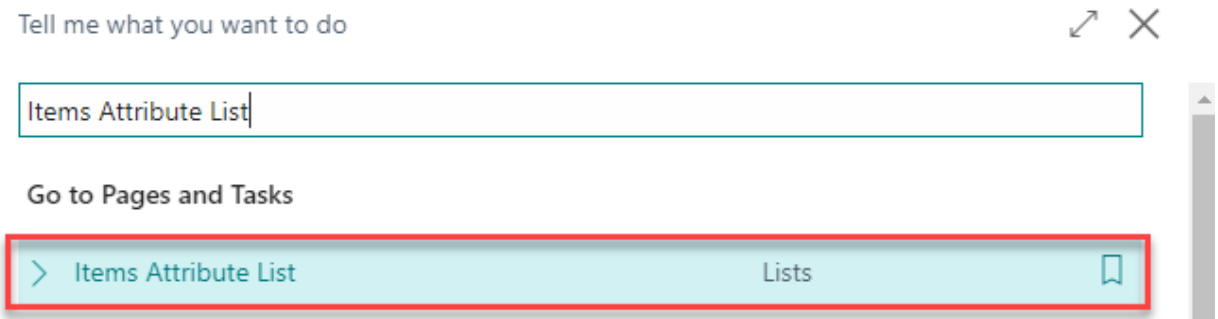 Tell me what you want to do
Items Attribute List
Go to Pages and Tasks
Items Attribute List Lists